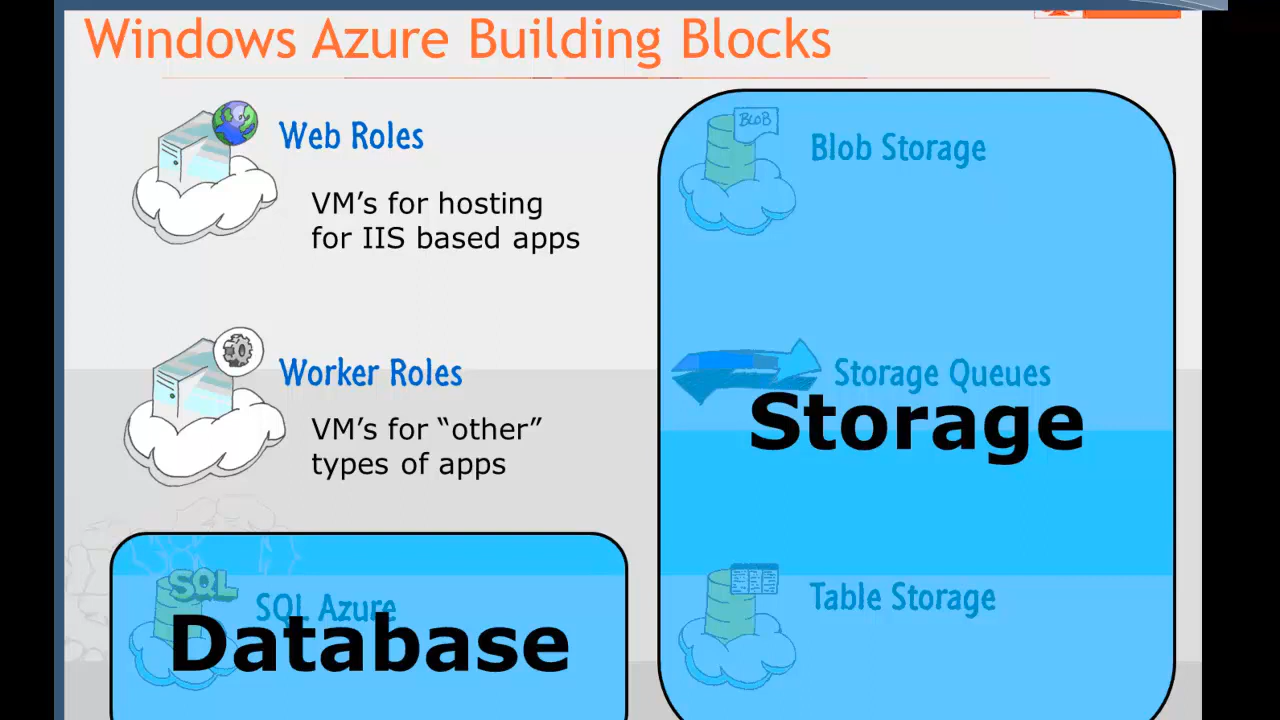 Windows Azure Building Blocks
Web Roles
VM's for hosting
for IIS based apps
Worker Roles
VM's for “other”
types of apps
SQL
SQL Azure
Database
BLOB
Blob Storage
Storage Queues
Storage
Table Storage